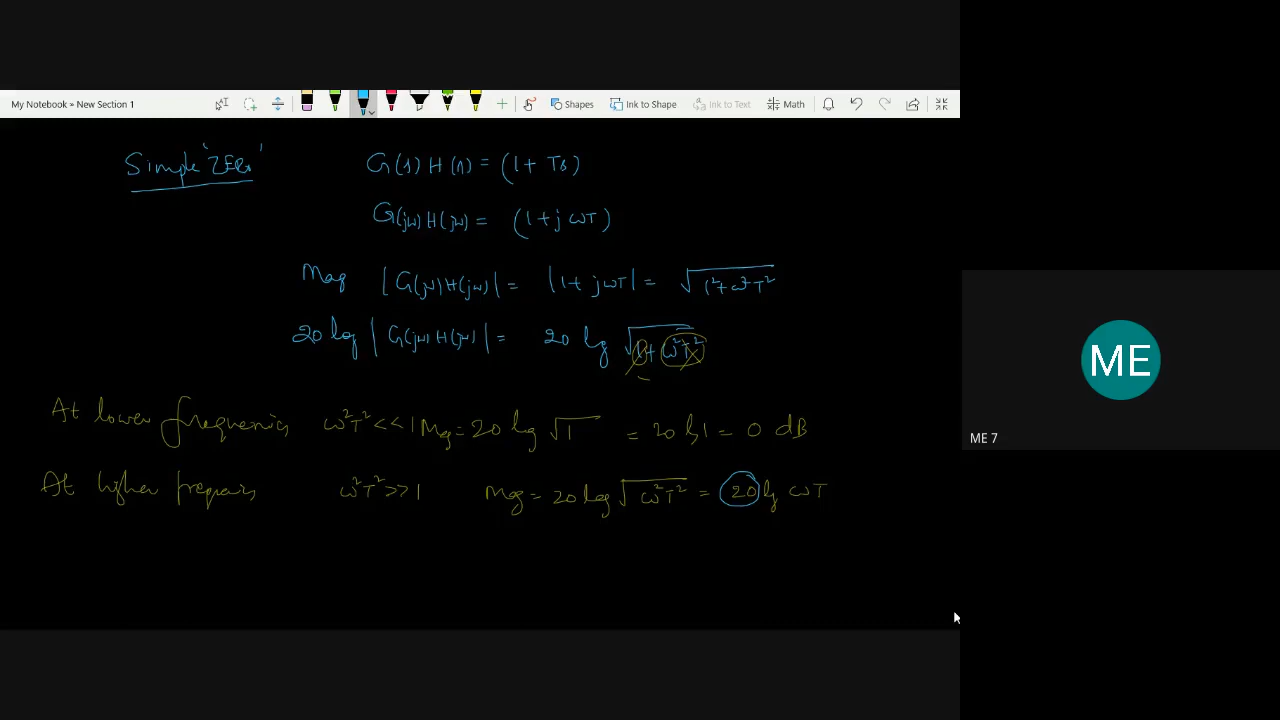 My Notebook » New Section 1
Shapes Ink to Shape Ink to Text Math
Simple 'ZERO'
G(s)H(s) = (1 + Ts)
G(jω)H(jω) = (1 + jωT)
Mag |G(jω)H(jω)| = |1 + jωT| = √(1² + ω²T²)
20 log |G(jω)H(jω)| = 20 log √(1 + ω²T²)
At lower frequencies ω²T² << 1 Mag = 20 log √1 = 20 log 1 = 0 dB
At higher frequencies ω²T² >> 1 Mag = 20 log √(ω²T²) = 20 log ωT
ME
ME 7